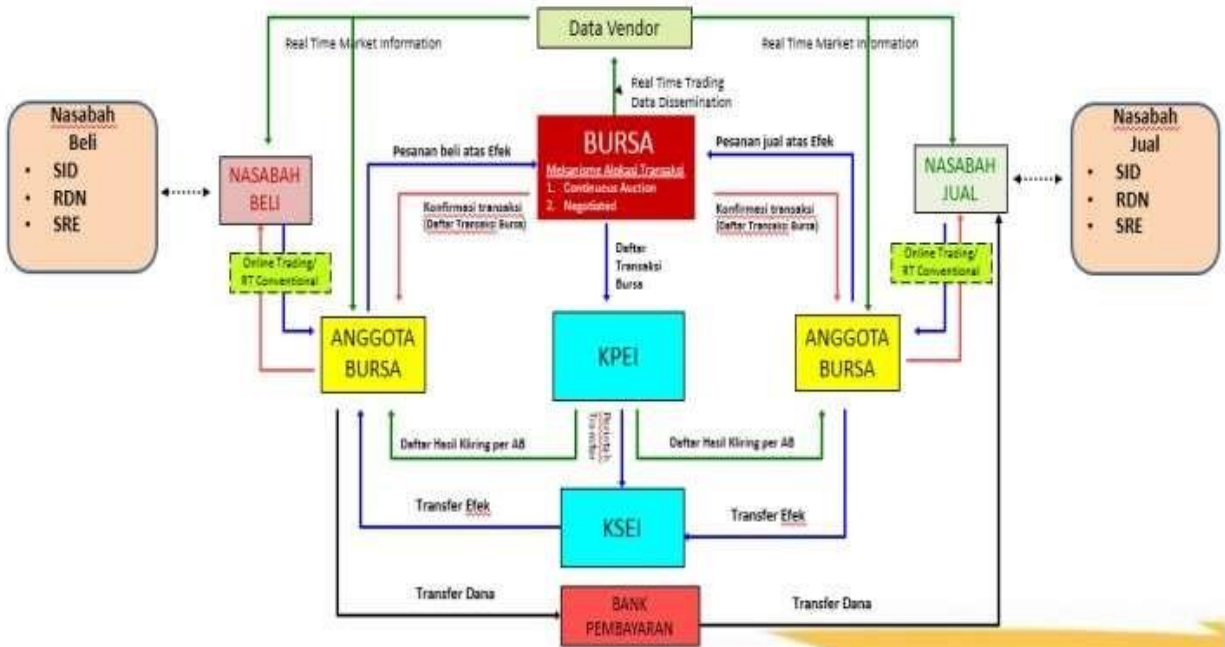 Data Vendor
Real Time Market Information
Real Time Market Information
Real Time Trading
Data Dissemination
Nasabah
Beli
• SID
• RDN
• SRE
NASABAH
BELI
Pesanan beli atas Efek
BURSA
Mekanisme Alokasi Transaksi
1. Continuous Auction
2. Negotiated
Pesanan jual atas Efek
NASABAH
JUAL
Nasabah
Jual
• SID
• RDN
• SRE
Konfirmasi transaksi
(Daftar Transaksi Bursa)
Konfirmasi transaksi
(Daftar Transaksi Bursa)
Online Trading/
RT Conventional
Daftar
Transaksi
Bursa
Online Trading/
RT Conventional
ANGGOTA
BURSA
KPEI
ANGGOTA
BURSA
Daftar Hasil Kliring per AB
Perintah
Transfer
Daftar Hasil Kliring per AB
Transfer Efek
KSEI
Transfer Efek
Transfer Dana
BANK
PEMBAYARAN
Transfer Dana